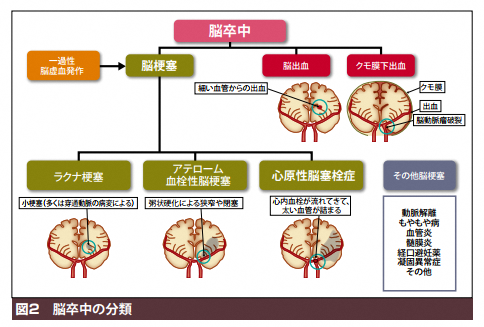 脳卒中
一過性
脳虚血発作
脳梗塞
脳出血
クモ膜下出血
細い血管からの出血
クモ膜
出血
脳動脈瘤破裂
ラクナ梗塞
アテローム
血栓性脳梗塞
心原性脳塞栓症
その他脳梗塞
小梗塞(多くは穿通動脈の病変による)
粥状硬化による狭窄や閉塞
心内血栓が流れてきて、
太い血管が詰まる
動脈解離
もやもや病
血管炎
髄膜炎
経口避妊薬
凝固異常症
その他
図2 脳卒中の分類